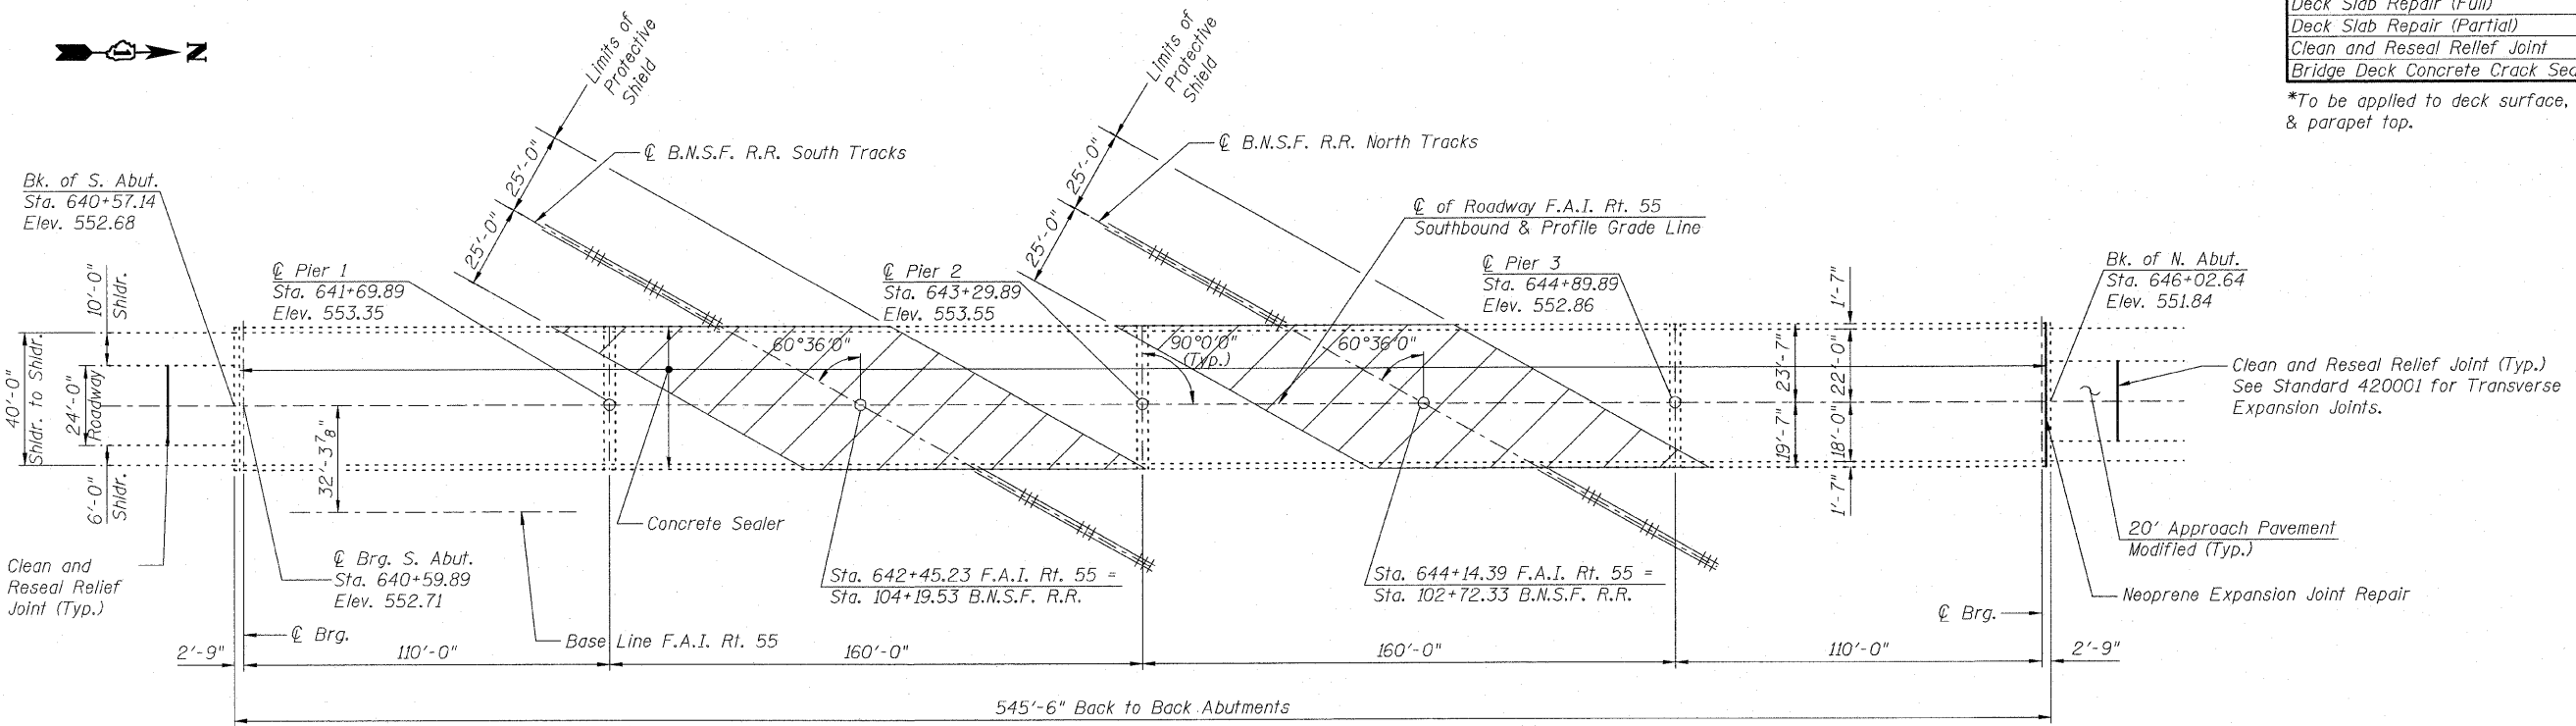 Deck Slab Repair (Full)
Deck Slab Repair (Partial)
Clean and Reseal Relief Joint
Bridge Deck Concrete Crack
*To be applied to deck surface,
& parapet top.
N
Limits of
Protective
Shield
25'-0"
25'-0"
℄ B.N.S.F. R.R. South Tracks
Limits of
Protective
Shield
25'-0"
25'-0"
℄ B.N.S.F. R.R. North Tracks
Bk. of S. Abut.
Sta. 640+57.14
Elev. 552.68
℄ Pier 1
Sta. 641+69.89
Elev. 553.35
℄ Pier 2
Sta. 643+29.89
Elev. 553.55
℄ of Roadway F.A.I. Rt. 55
Southbound & Profile Grade Line
℄ Pier 3
Sta. 644+89.89
Elev. 552.86
Bk. of N. Abut.
Sta. 646+02.64
Elev. 551.84
10'-0"
Shldr.
40'-0"
Shldr. to Shldr.
24'-0"
Roadway
6'-0"
Shldr.
32'-3⅞"
60°36'0"
90°0'0"
(Typ.)
60°36'0"
1'-7"
23'-7"
22'-0"
19'-7"
18'-0"
1'-7"
Clean and Reseal Relief Joint (Typ.)
See Standard 420001 for Transverse
Expansion Joints.
Clean and
Reseal Relief
Joint (Typ.)
℄ Brg. S. Abut.
Sta. 640+59.89
Elev. 552.71
Concrete Sealer
Sta. 642+45.23 F.A.I. Rt. 55 =
Sta. 104+19.53 B.N.S.F. R.R.
Sta. 644+14.39 F.A.I. Rt. 55 =
Sta. 102+72.33 B.N.S.F. R.R.
20' Approach Pavement
Modified (Typ.)
Neoprene Expansion Joint Repair
℄ Brg.
Base Line F.A.I. Rt. 55
℄ Brg.
2'-9"
110'-0"
160'-0"
160'-0"
110'-0"
2'-9"
545'-6" Back to Back Abutments